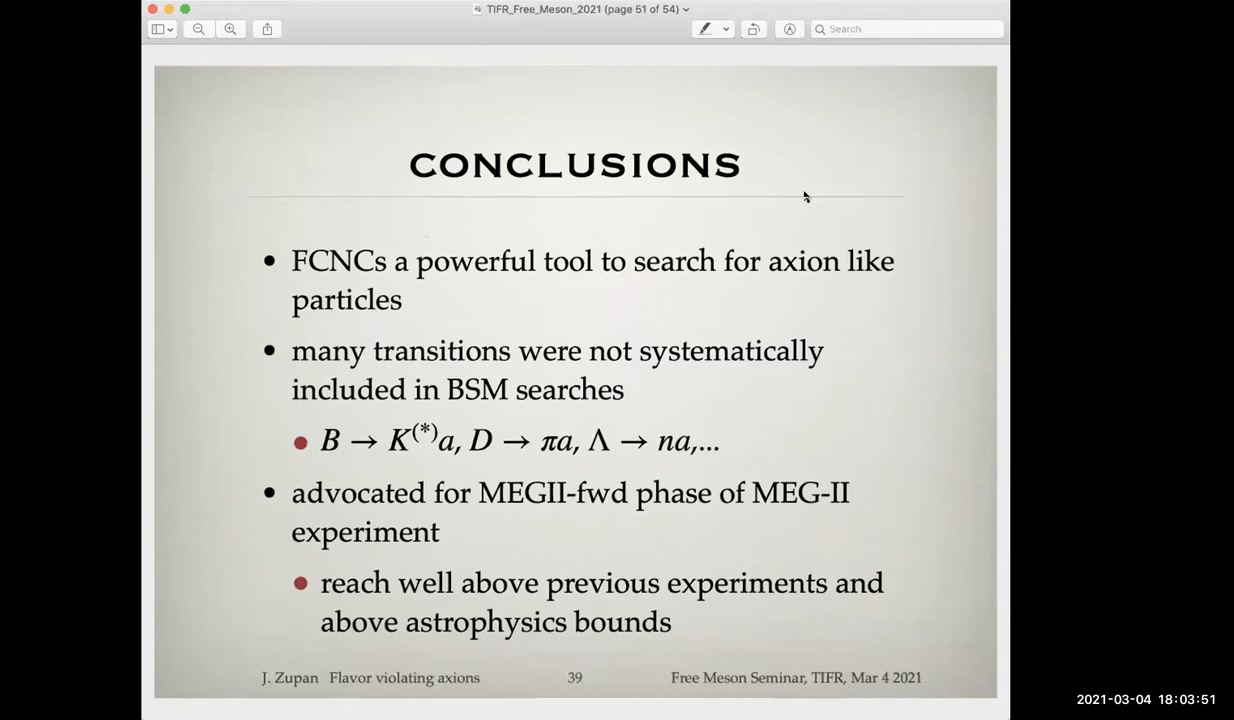 TIFR_Free_Meson_2021 (page 51 of 54)
Search
CONCLUSIONS
• FCNCs a powerful tool to search for axion like
particles
• many transitions were not systematically
included in BSM searches
• B → K(*)a, D → πa, Λ → na,...
• advocated for MEGII-fwd phase of MEG-II
experiment
• reach well above previous experiments and
above astrophysics bounds
J. Zupan Flavor violating axions 39 Free Meson Seminar, TIFR, Mar 4 2021
2021-03-04 18:03:51